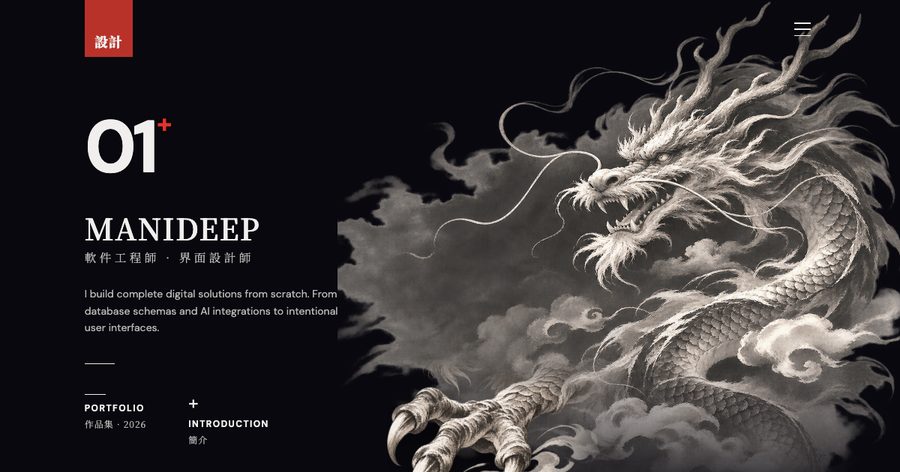 設計
01+
MANIDEEP
軟件工程師 · 界面設計師
I build complete digital solutions from scratch. From
database schemas and AI integrations to intentional
user interfaces.
PORTFOLIO
作品集 · 2026
+
INTRODUCTION
簡介